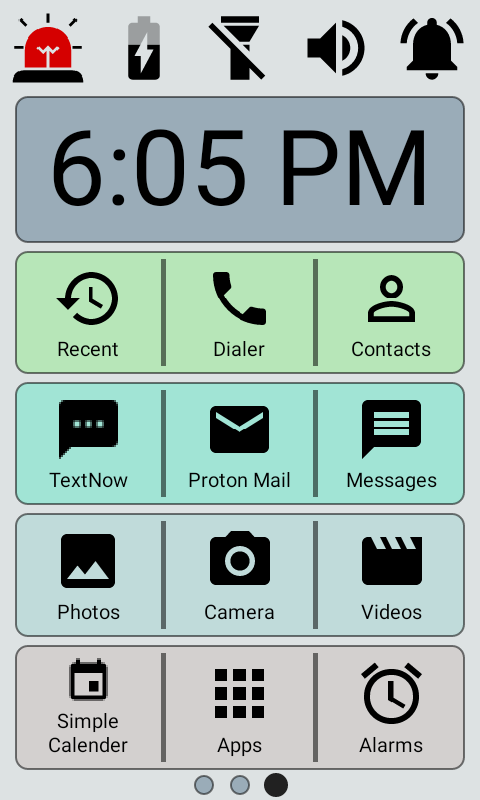 6:05 PM
Recent
Dialer
Contacts
TextNow
Proton Mail
Messages
Photos
Camera
Videos
Simple
Calender
Apps
Alarms